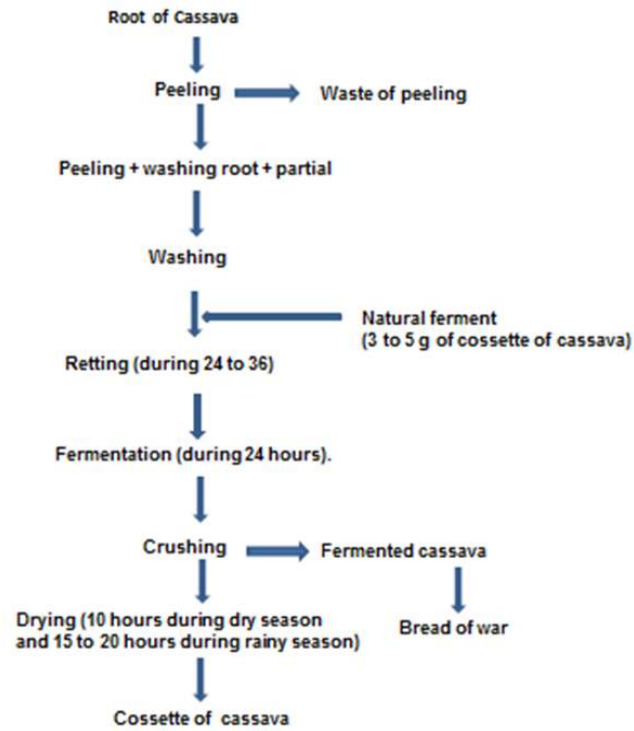 Root of Cassava
Peeling
Waste of peeling
Peeling + washing root + partial
Washing
Natural ferment
(3 to 5 g of cossette of cassava)
Retting (during 24 to 36)
Fermentation (during 24 hours).
Crushing
Fermented cassava
Drying (10 hours during dry season
and 15 to 20 hours during rainy season)
Bread of war
Cossette of cassava